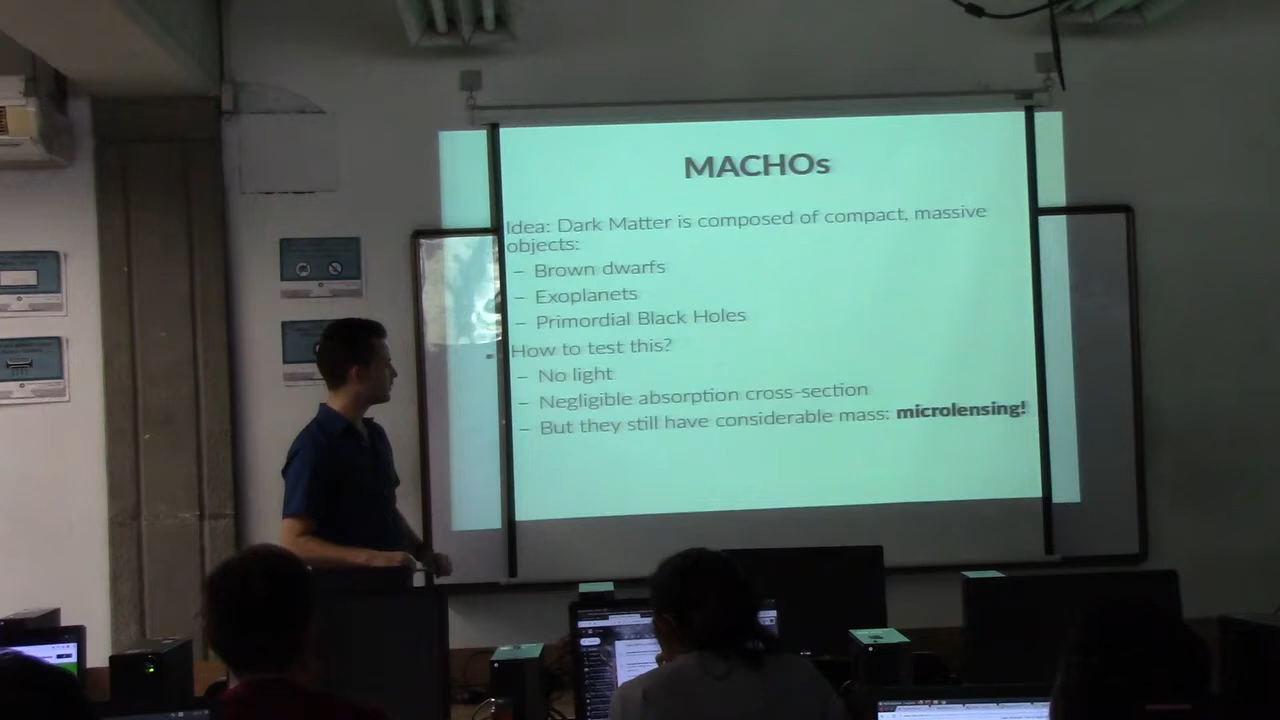 MACHOs
Idea: Dark Matter is composed of compact, massive
objects:
– Brown dwarfs
– Exoplanets
– Primordial Black Holes
How to test this?
– No light
– Negligible absorption cross-section
– But they still have considerable mass: microlensing!